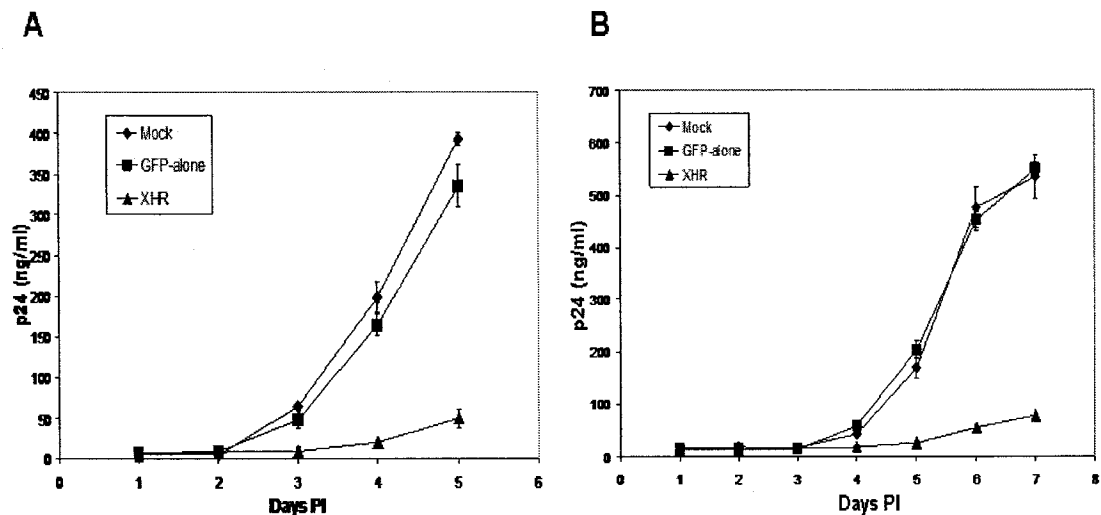 A
450
400
350
300
250
200
150
100
50
0
p24 (ng/ml)
Mock
GFP-alone
XHR
0 1 2 3 4 5 6
Days PI
B
700
600
500
400
300
200
100
0
p24 (ng/ml)
Mock
GFP-alone
XHR
0 1 2 3 4 5 6 7 8
Days PI